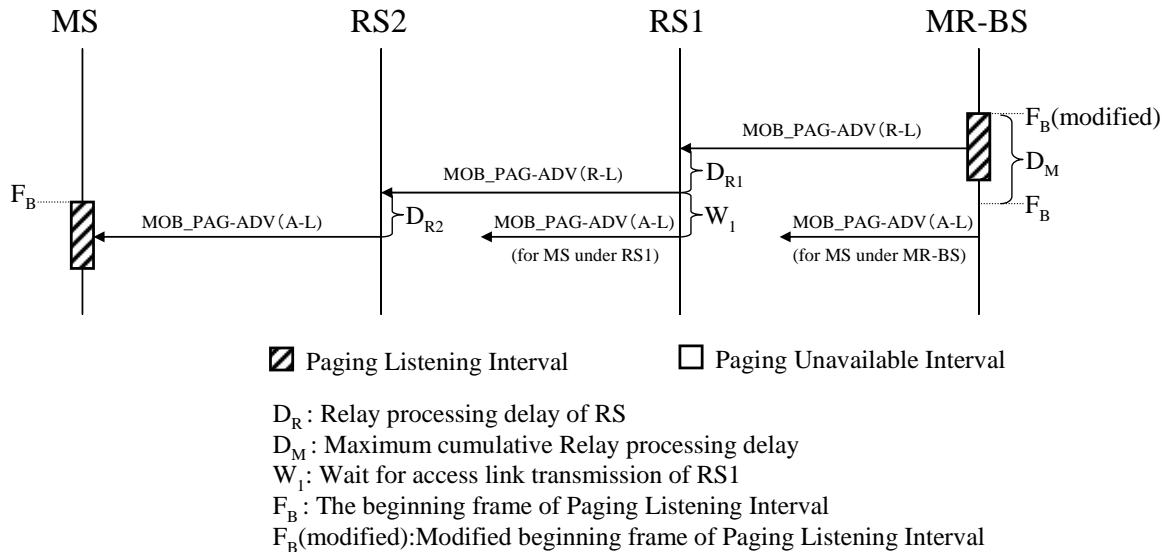 MS RS2 RS1 MR-BS
F_B(modified)
MOB_PAG-ADV(R-L)
D_M
MOB_PAG-ADV(R-L)
D_R1
F_B
F_B
D_R2
W_1
MOB_PAG-ADV(A-L)
MOB_PAG-ADV(A-L)
MOB_PAG-ADV(A-L)
(for MS under RS1)
(for MS under MR-BS)
Paging Listening Interval
Paging Unavailable Interval
D_R: Relay processing delay of RS
D_M: Maximum cumulative Relay processing delay
W_1: Wait for access link transmission of RS1
F_B: The beginning frame of Paging Listening Interval
F_B(modified):Modified beginning frame of Paging Listening Interval